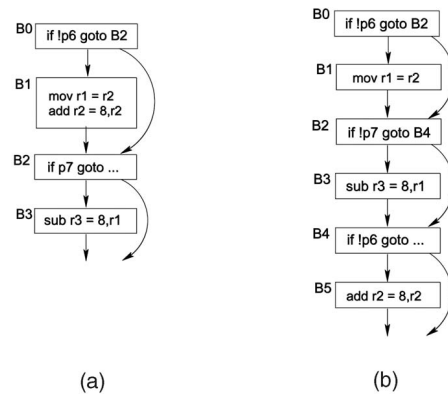 B0
if !p6 goto B2
B1
mov r1 = r2
add r2 = 8,r2
B2
if p7 goto ...
B3
sub r3 = 8,r1
(a)
B0
if !p6 goto B2
B1
mov r1 = r2
B2
if !p7 goto B4
B3
sub r3 = 8,r1
B4
if !p6 goto ...
B5
add r2 = 8,r2
(b)